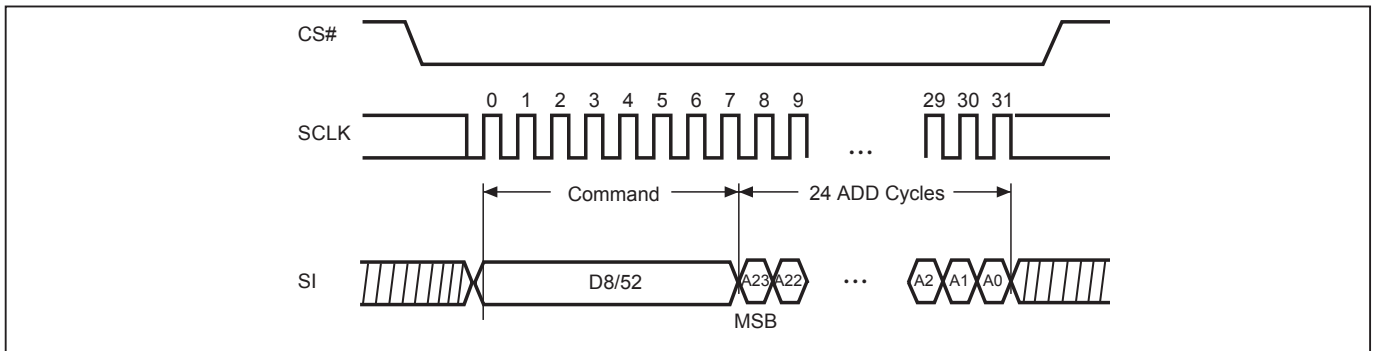 CS#
0 1 2 3 4 5 6 7 8 9 29 30 31
SCLK
...
Command 24 ADD Cycles
SI D8/52 A23 A22 ... A2 A1 A0
MSB